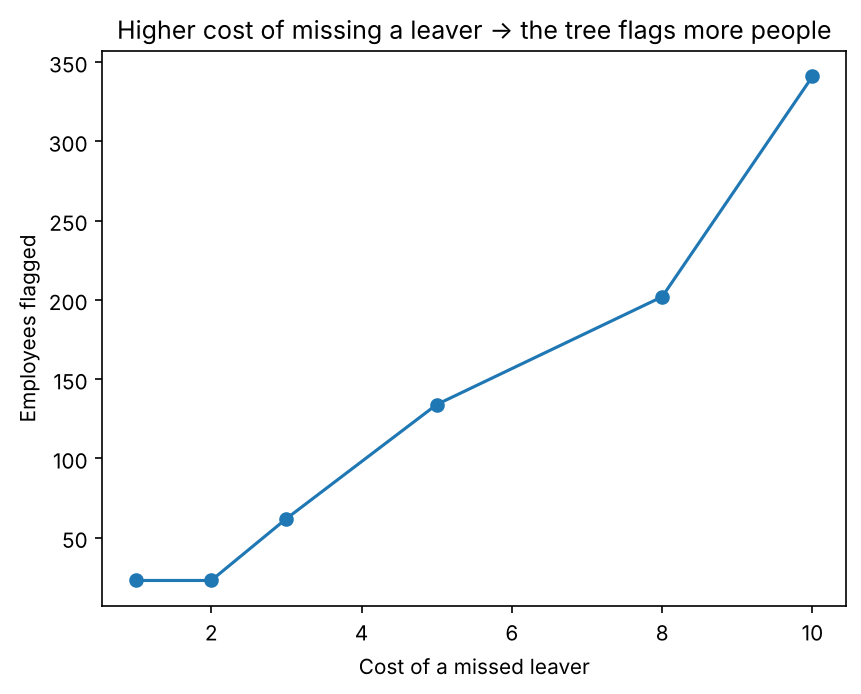 Higher cost of missing a leaver → the tree flags more people
350
300
250
200
150
100
50
Employees flagged
2 4 6 8 10
Cost of a missed leaver